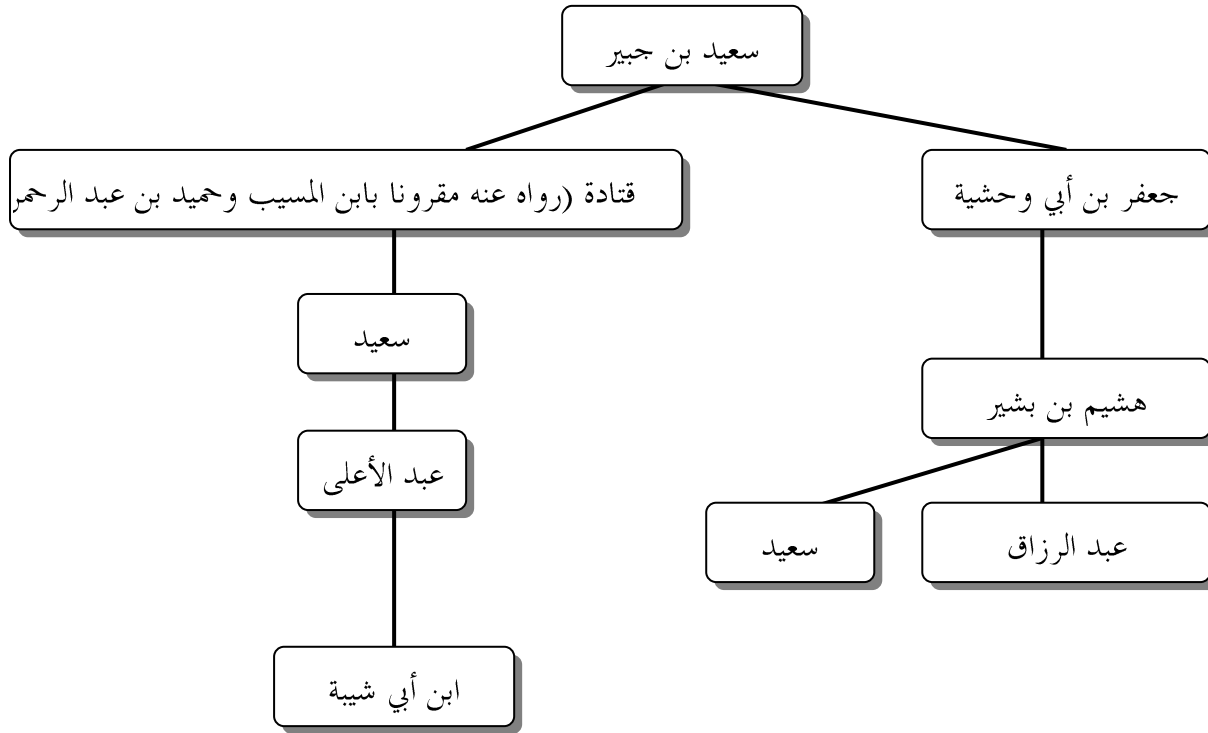 سعيد بن جبير
جعفر بن أبي وحشية
قتادة (رواه عنه مقرونا بابن المسيب وحميد بن عبد
سعيد
هشيم بن بشير
عبد الأعلى
عبد الرزاق
سعيد
ابن أبي شيبة